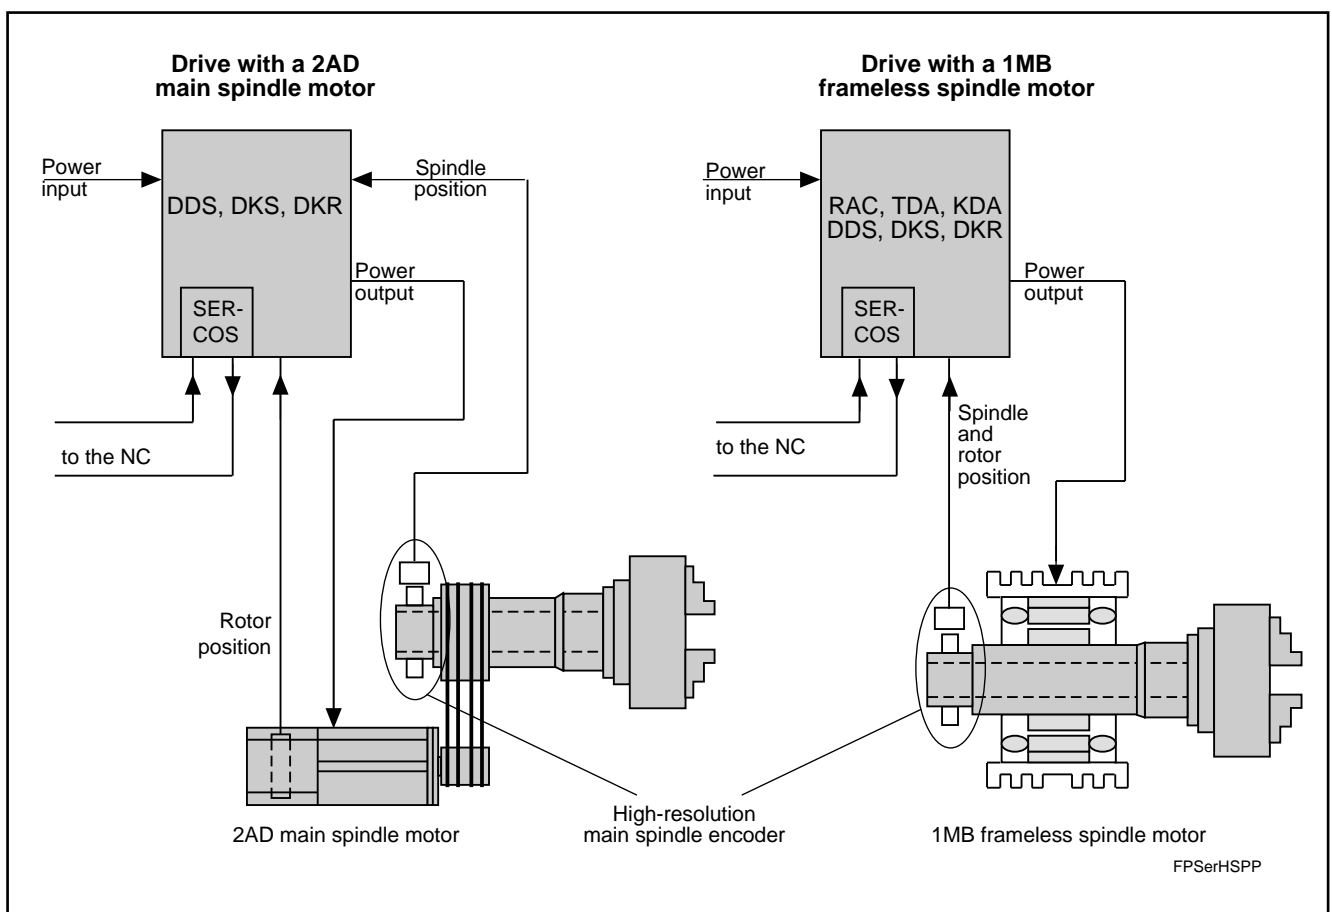 Drive with a 2AD
main spindle motor
Power
input
Spindle
position
DDS, DKS, DKR
Power
output
SER-
COS
to the NC
Rotor
position
2AD main spindle motor
Drive with a 1MB
frameless spindle motor
Power
input
RAC, TDA, KDA
DDS, DKS, DKR
Power
output
SER-
COS
to the NC
Spindle
and
rotor
position
High-resolution
main spindle encoder
1MB frameless spindle motor
FPSerHSPP